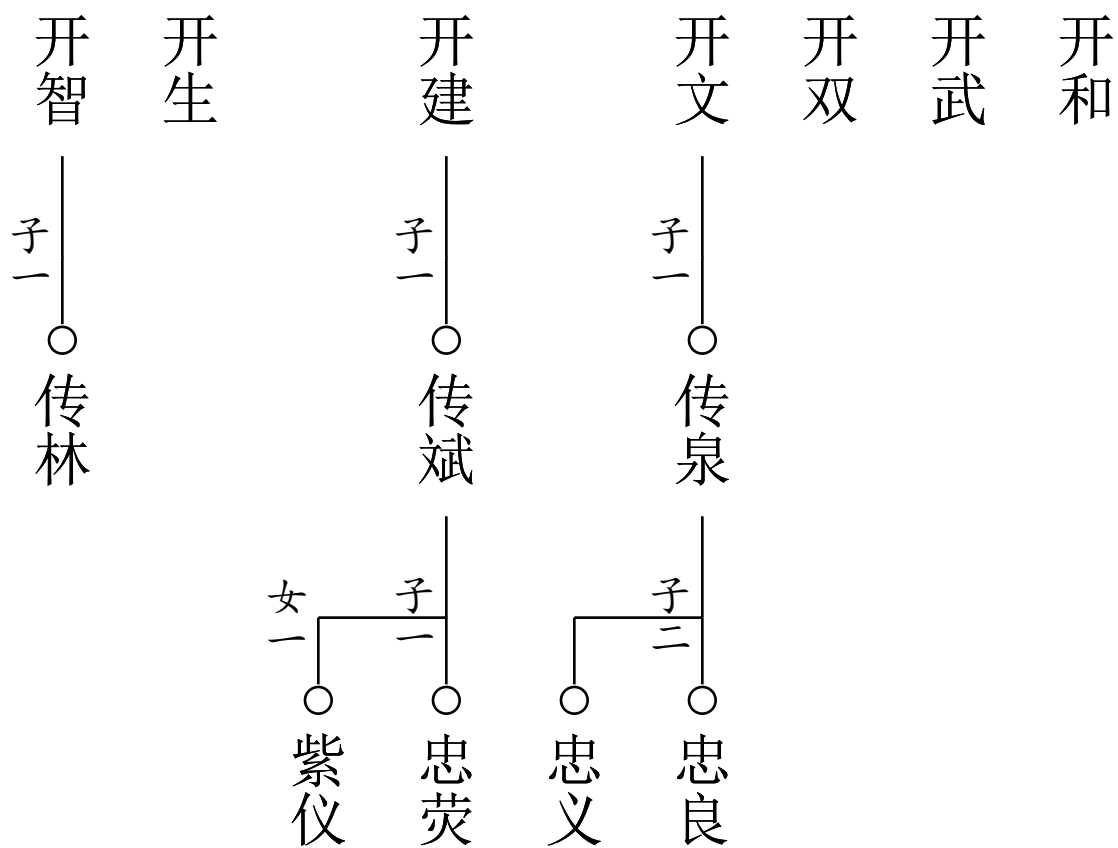 开和
开武
开双
开文
开建
开生
开智
子一
子一
子一
传泉
传斌
传林
子二
子一
女一
忠良
忠义
忠荧
紫仪